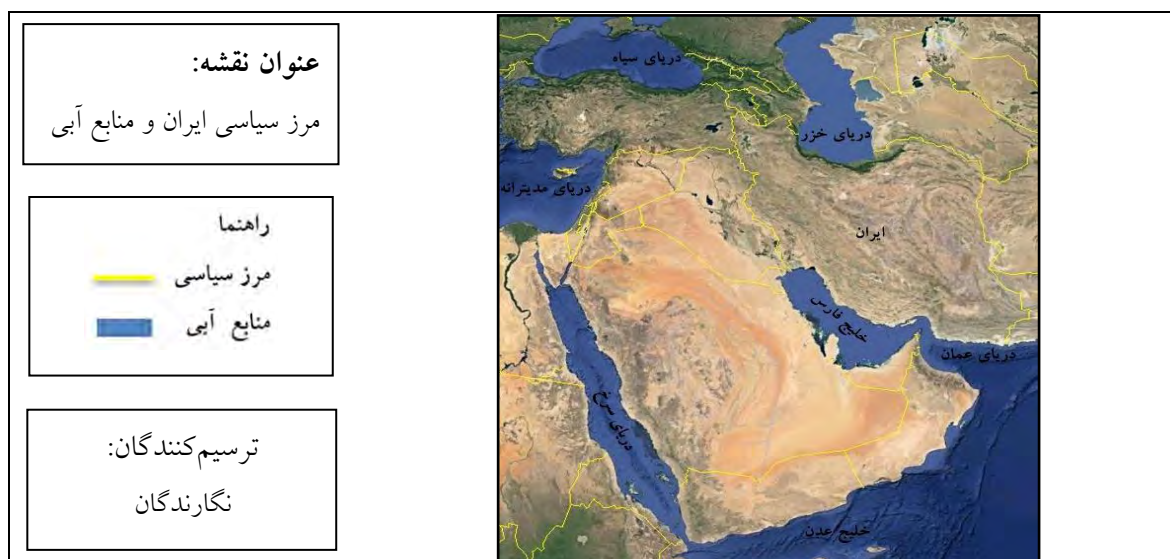 عنوان نقشه:
مرز سیاسی ایران و منابع آبی
راهنما
مرز سیاسی
منابع آبی
ترسیم‌کنندگان:
نگارندگان
دریای سیاه
دریای خزر
دریای مدیترانه
ایران
خلیج فارس
دریای عمان
دریای سرخ
خلیج عدن